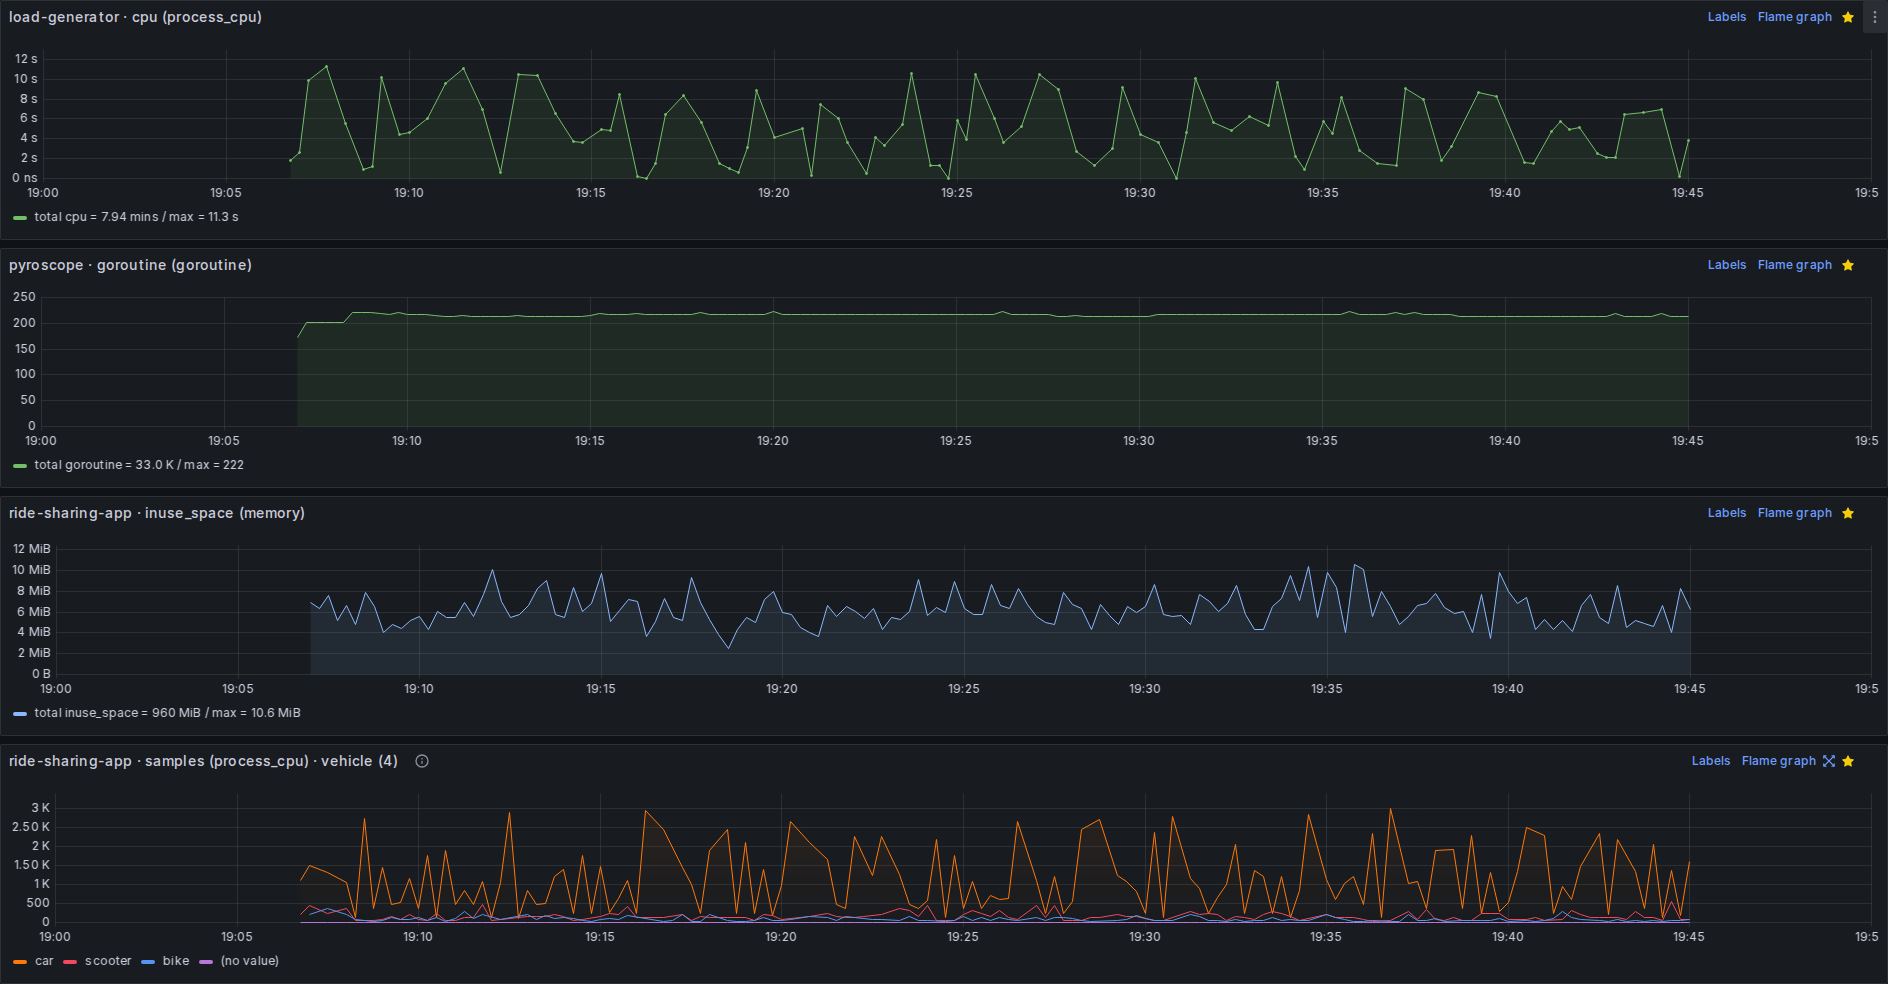 load-generator · cpu (process_cpu) Labels Flame graph
12 s
10 s
8 s
6 s
4 s
2 s
0 ns
19:00 19:05 19:10 19:15 19:20 19:25 19:30 19:35 19:40 19:45 19:5
total cpu = 7.94 mins / max = 11.3 s
pyroscope · goroutine (goroutine) Labels Flame graph
250
200
150
100
50
0
19:00 19:05 19:10 19:15 19:20 19:25 19:30 19:35 19:40 19:45 19:5
total goroutine = 33.0 K / max = 222
ride-sharing-app · inuse_space (memory) Labels Flame graph
12 MiB
10 MiB
8 MiB
6 MiB
4 MiB
2 MiB
0 B
19:00 19:05 19:10 19:15 19:20 19:25 19:30 19:35 19:40 19:45 19:5
total inuse_space = 960 MiB / max = 10.6 MiB
ride-sharing-app · samples (process_cpu) · vehicle (4) Labels Flame graph
3 K
2.50 K
2 K
1.50 K
1 K
500
0
19:00 19:05 19:10 19:15 19:20 19:25 19:30 19:35 19:40 19:45 19:5
car scooter bike (no value)